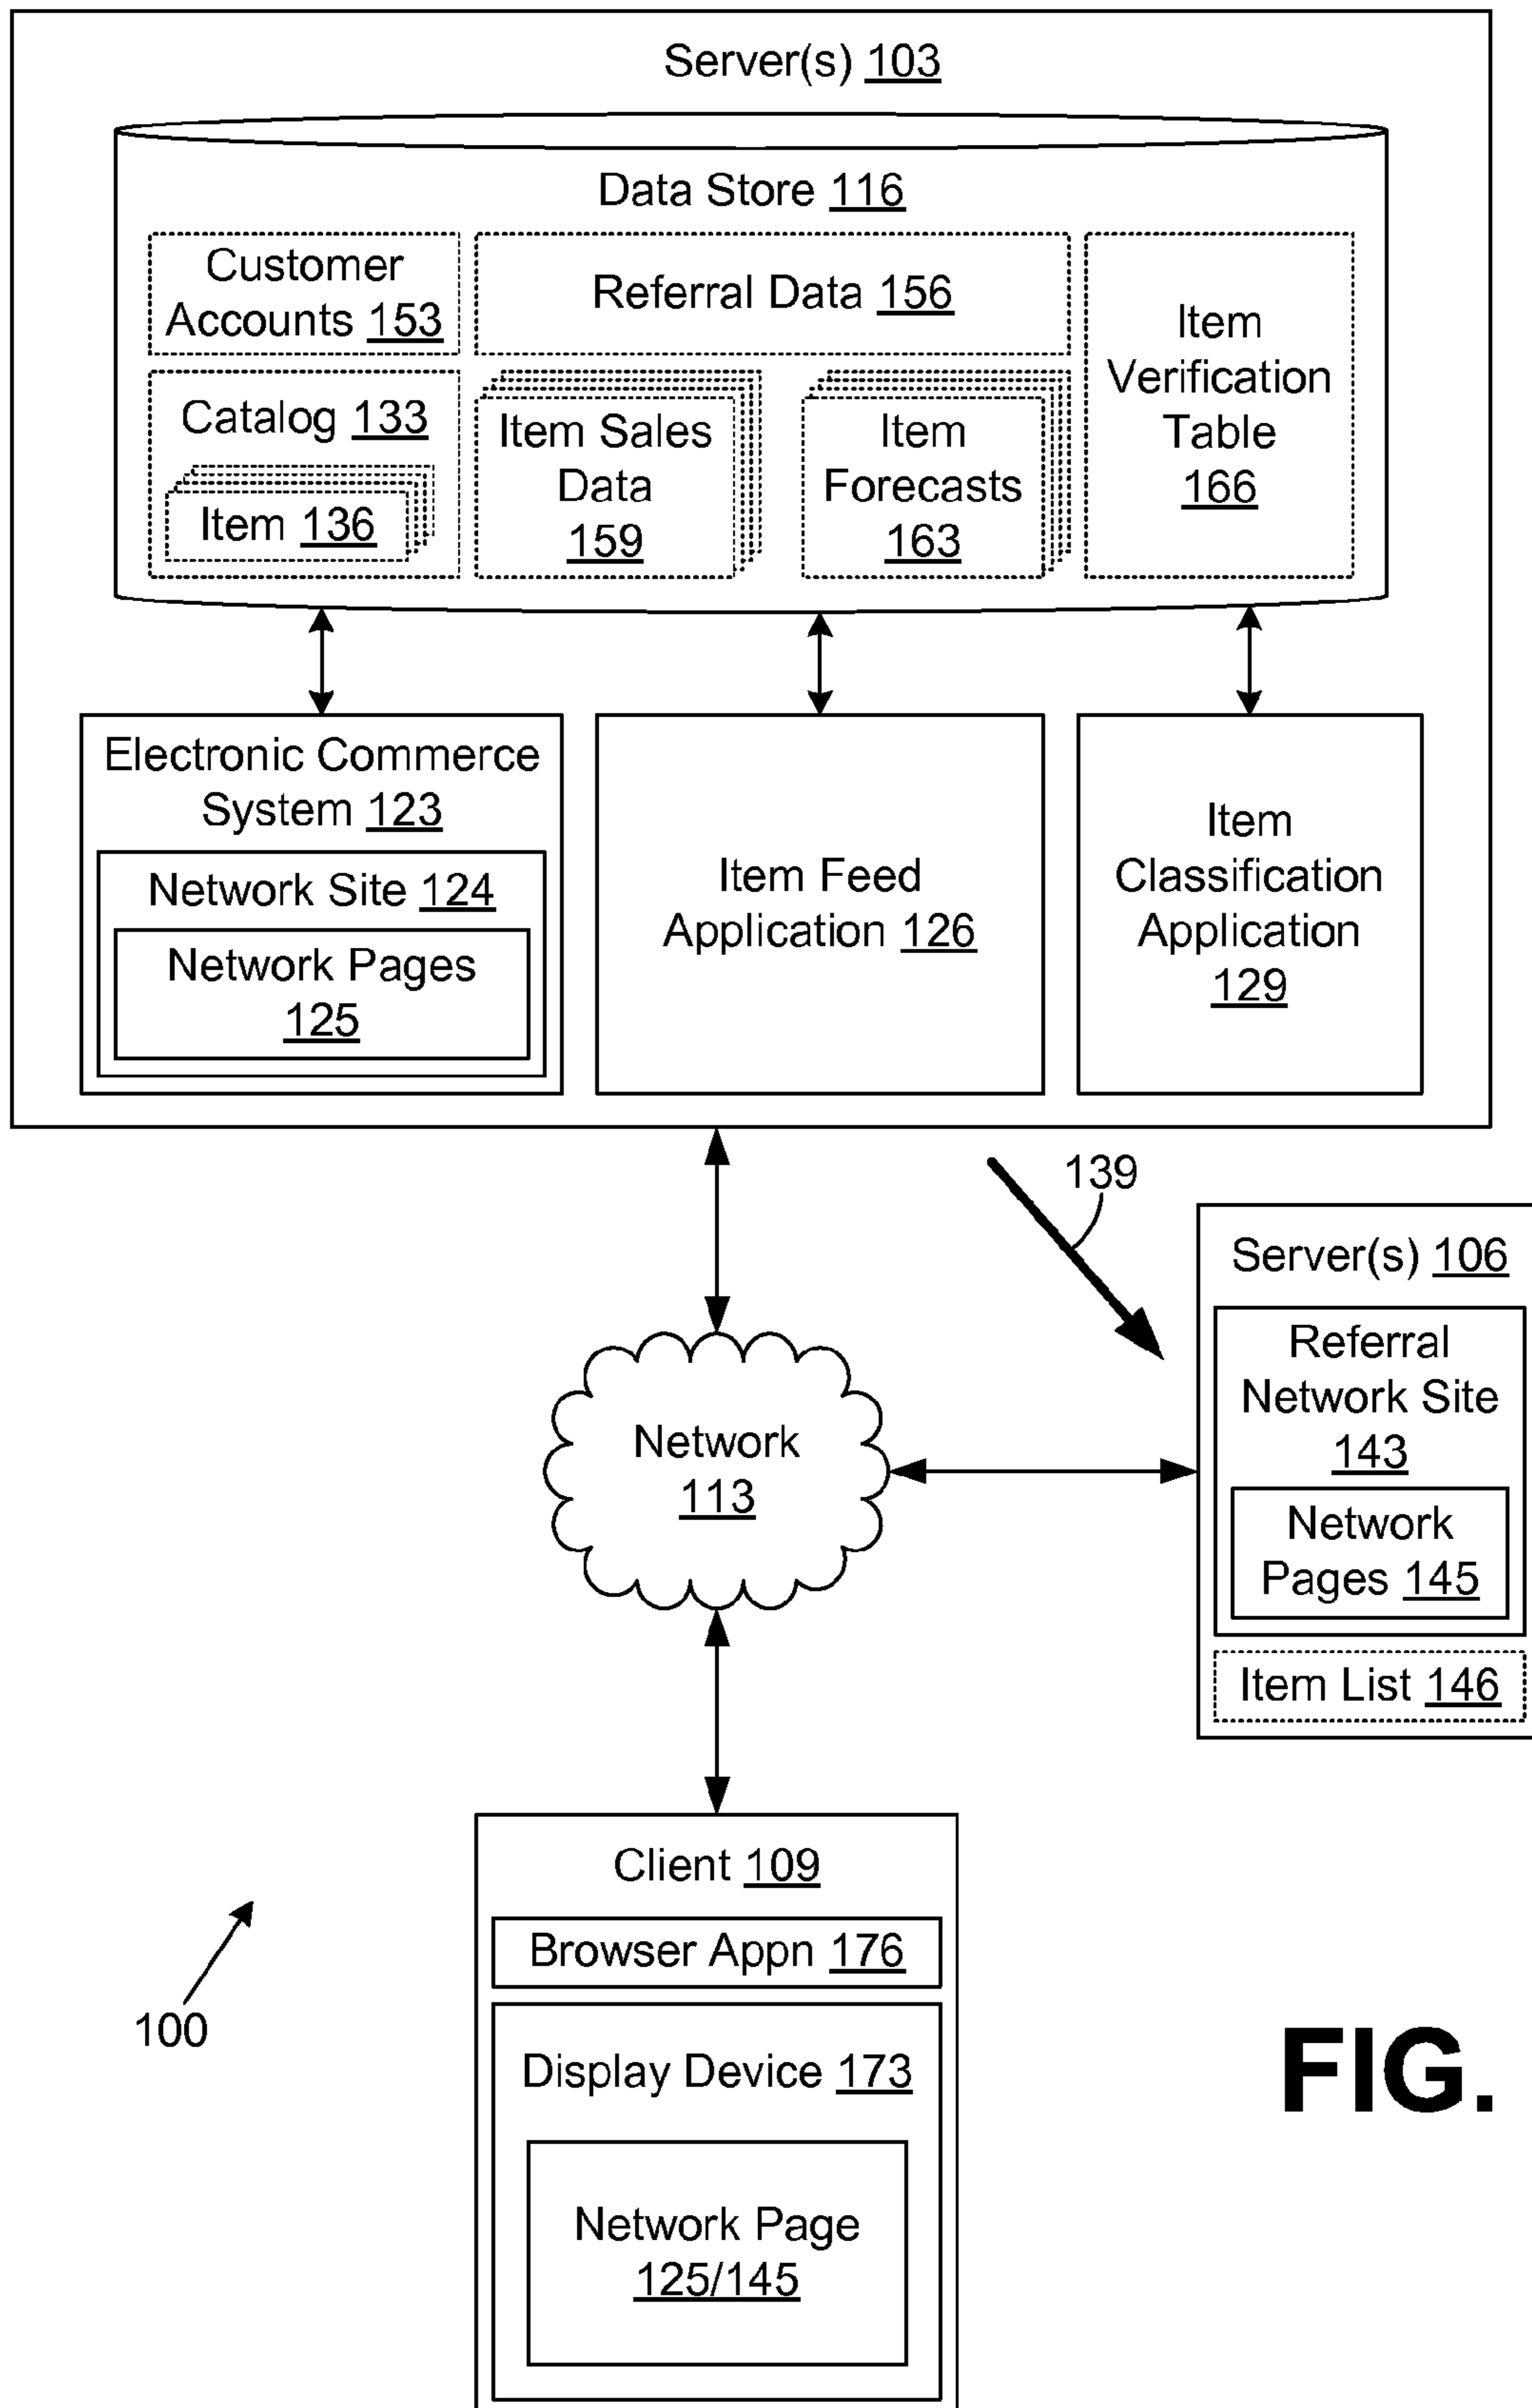 Server(s) 103
Data Store 116
Customer
Accounts 153
Referral Data 156
Item
Verification
Table
166
Catalog 133
Item 136
Item Sales
Data
159
Item
Forecasts
163
Electronic Commerce
System 123
Network Site 124
Network Pages
125
Item Feed
Application 126
Item
Classification
Application
129
139
Server(s) 106
Referral
Network Site
143
Network
Pages 145
Item List 146
Network
113
Client 109
Browser Appn 176
Display Device 173
Network Page
125/145
100
FIG.